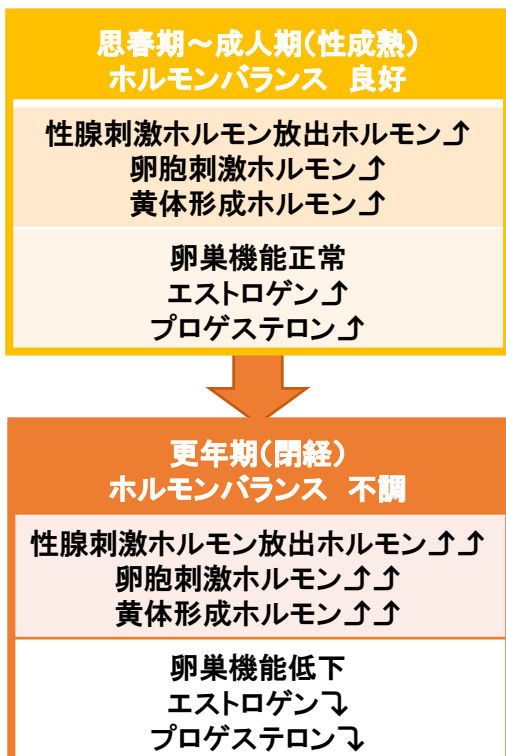 思春期～成人期(性成熟)
ホルモンバランス　良好
性腺刺激ホルモン放出ホルモン⤴
卵胞刺激ホルモン⤴
黄体形成ホルモン⤴
卵巣機能正常
エストロゲン⤴
プロゲステロン⤴
更年期(閉経)
ホルモンバランス　不調
性腺刺激ホルモン放出ホルモン⤴⤴
卵胞刺激ホルモン⤴⤴
黄体形成ホルモン⤴⤴
卵巣機能低下
エストロゲン⤵
プロゲステロン⤵